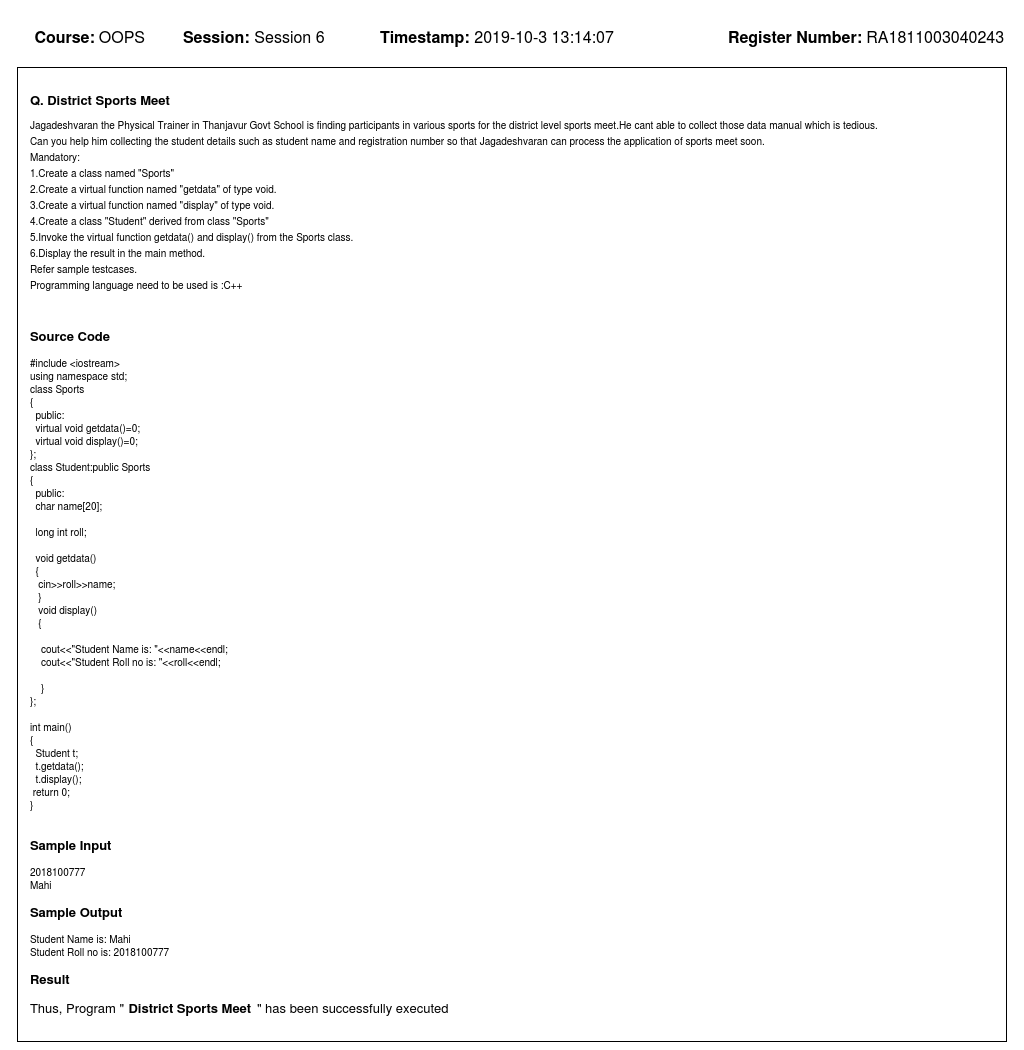 Course: OOPS Session: Session 6 Timestamp: 2019-10-3 13:14:07 Register Number: RA1811003040243
Q. District Sports Meet
Jagadeshvaran the Physical Trainer in Thanjavur Govt School is finding participants in various sports for the district level sports meet.He cant able to collect those data manual which is tedious.
Can you help him collecting the student details such as student name and registration number so that Jagadeshvaran can process the application of sports meet soon.
Mandatory:
1.Create a class named "Sports"
2.Create a virtual function named "getdata" of type void.
3.Create a virtual function named "display" of type void.
4.Create a class "Student" derived from class "Sports"
5.Invoke the virtual function getdata() and display() from the Sports class.
6.Display the result in the main method.
Refer sample testcases.
Programming language need to be used is :C++
Source Code
#include <iostream>
using namespace std;
class Sports
{
public:
virtual void getdata()=0;
virtual void display()=0;
};
class Student:public Sports
{
public:
char name[20];
long int roll;
void getdata()
{
cin>>roll>>name;
}
void display()
{
cout<<"Student Name is: "<<name<<endl;
cout<<"Student Roll no is: "<<roll<<endl;
}
};
int main()
{
Student t;
t.getdata();
t.display();
return 0;
}
Sample Input
2018100777
Mahi
Sample Output
Student Name is: Mahi
Student Roll no is: 2018100777
Result
Thus, Program " District Sports Meet " has been successfully executed